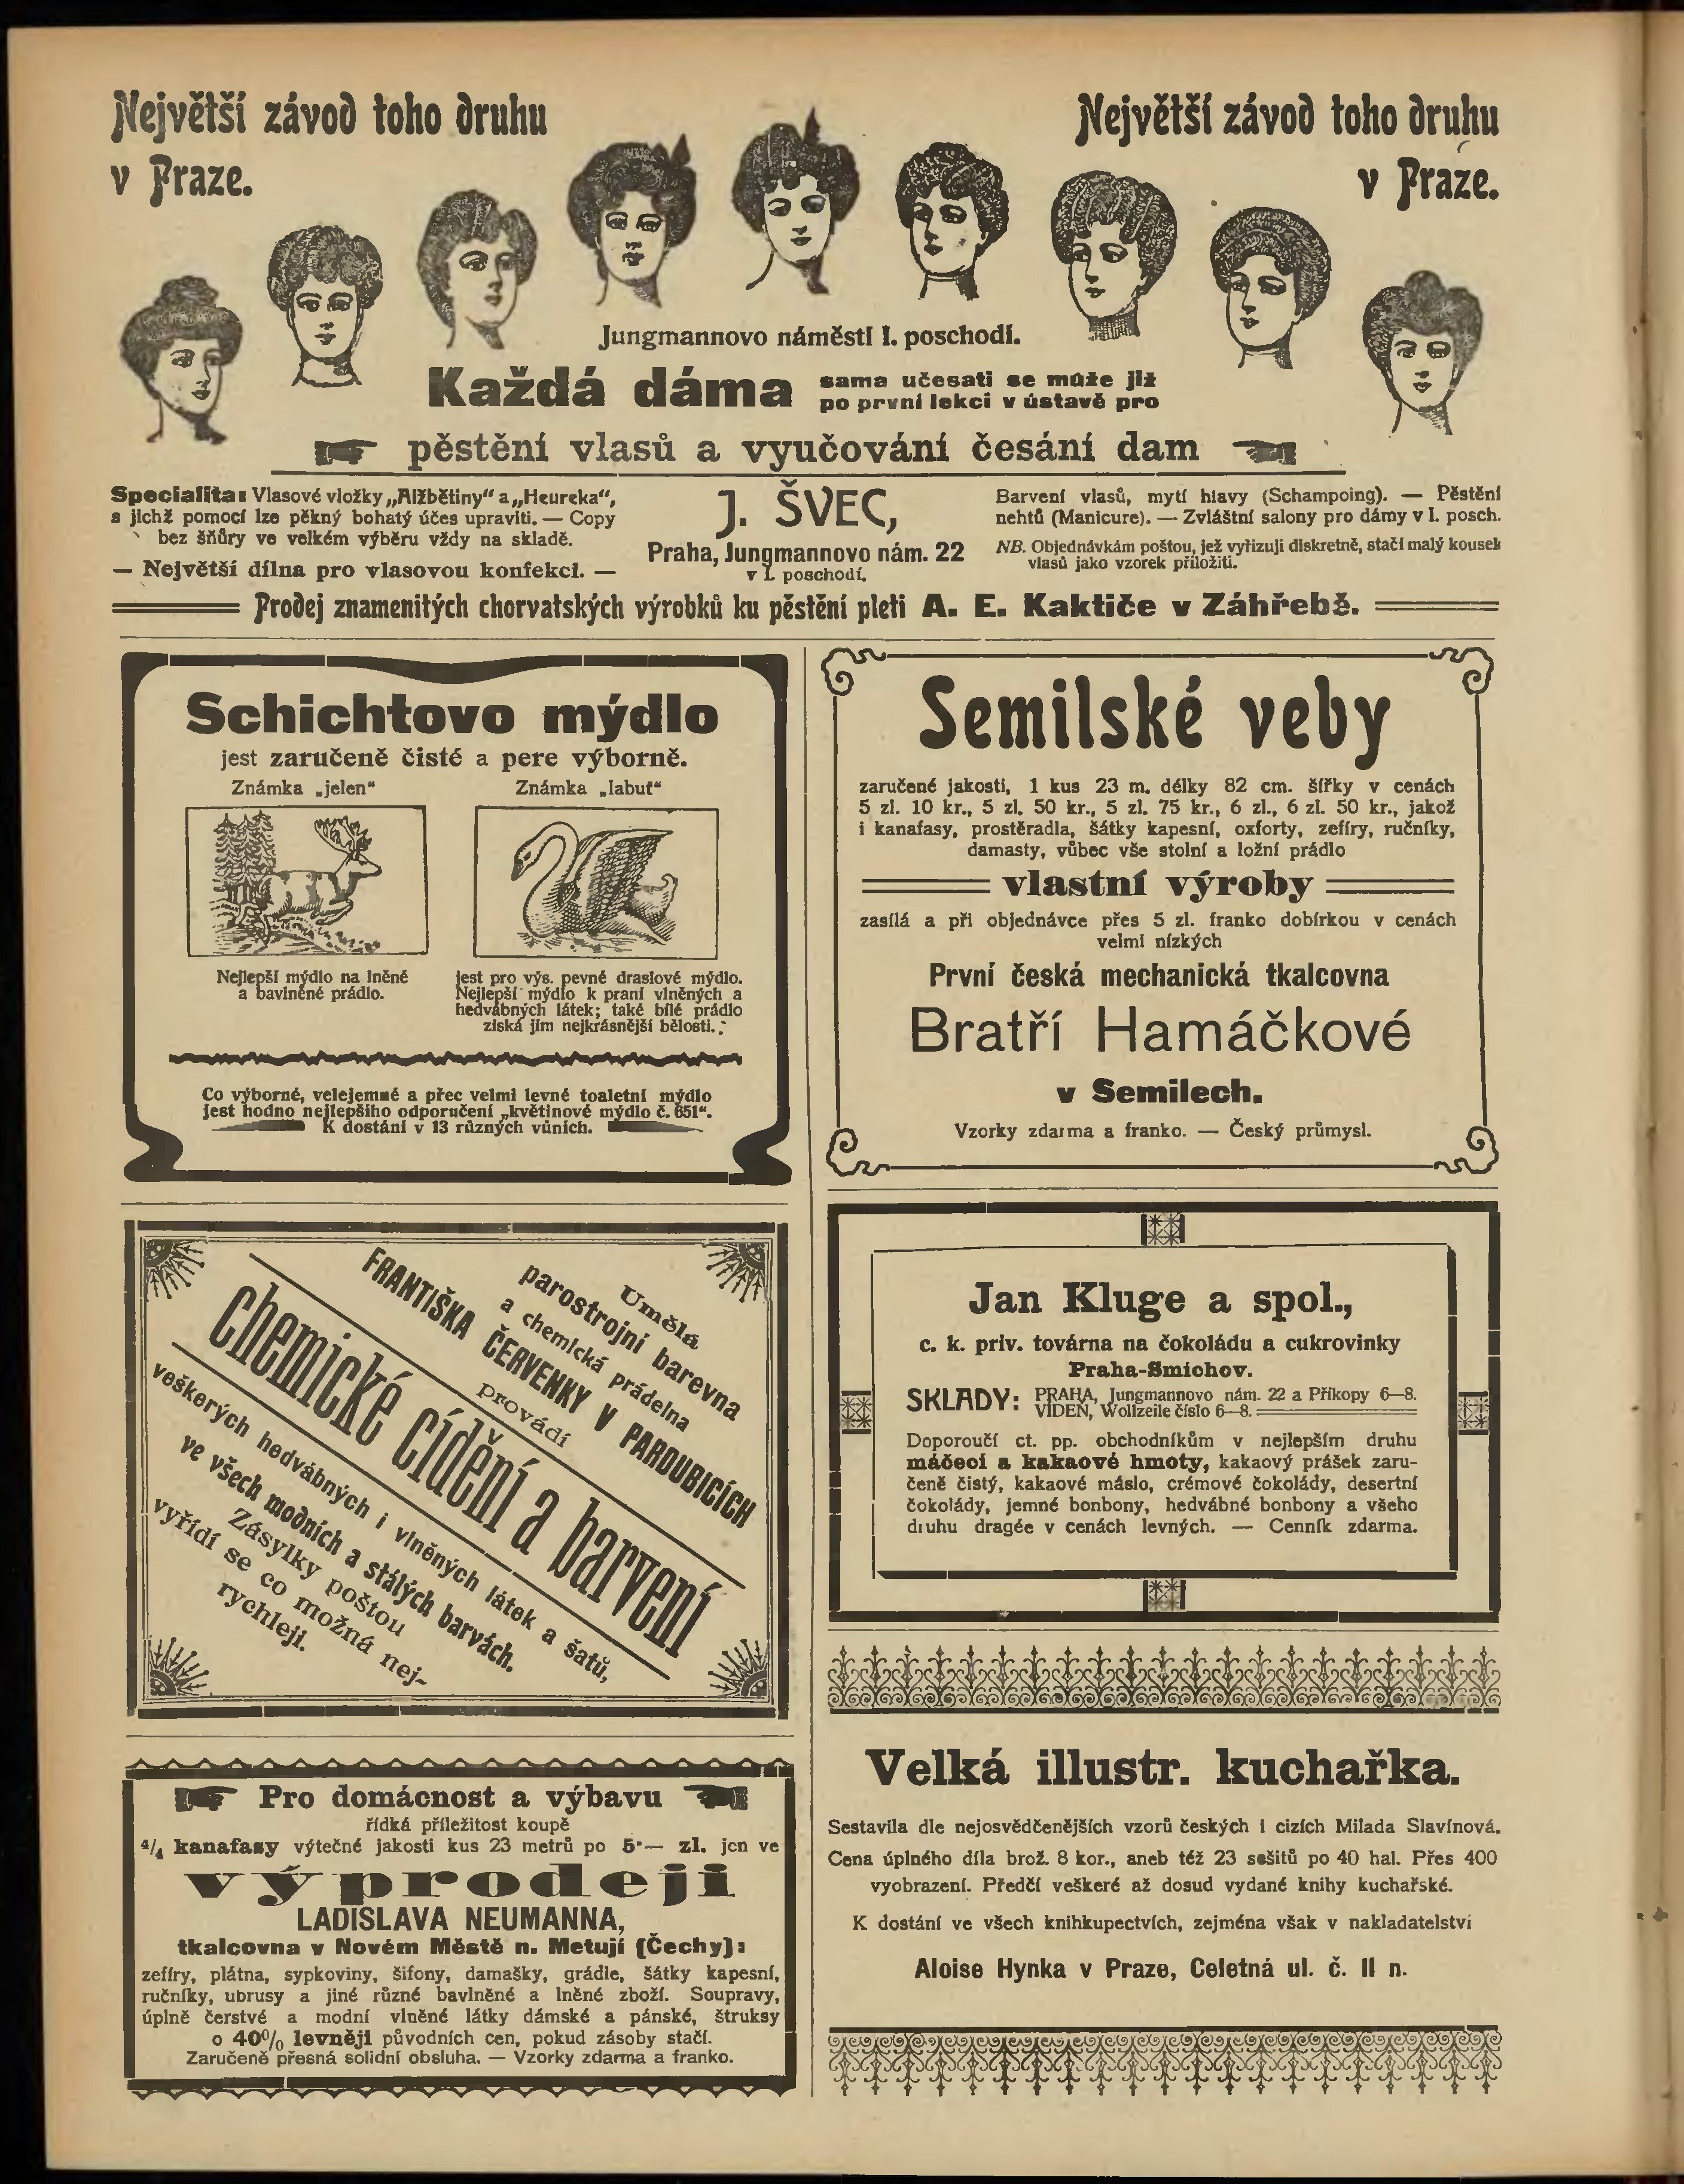 Největší závod toho druhu
v Praze.
Největší závod toho druhu
v Praze.
Jungmannovo náměstí I. poschodí.
Každá dáma sama učesati se může již
po první lekci v ústavě pro
pěstění vlasů a vyučování česání dam
Specialita: Vlasové vložky „Alžbětiny“ a „Heureka“,
s jichž pomocí lze pěkný bohatý účes upraviti. — Copy
bez šňůry ve velkém výběru vždy na skladě.
— Největší dílna pro vlasovou konfekci. —
J. ŠVEC,
Praha, Jungmannovo nám. 22
v I. poschodí.
Barvení vlasů, mytí hlavy (Schampoing). — Pěstění
nehtů (Manicure). — Zvláštní salony pro dámy v I. posch.
NB. Objednávkám poštou, jež vyřizuji diskretně, stačí malý kousek
vlasů jako vzorek přiložiti.
Prodej znamenitých chorvatských výrobků ku pěstění pleti A. E. Kaktiče v Záhřebě.
Schichtovo mýdlo
jest zaručeně čisté a pere výborně.
Známka „jelen“
Známka „labuť“
Nejlepší mýdlo na lněné
a bavlněné prádlo.
jest pro výs. pevné draslové mýdlo.
Nejlepší mýdlo k praní vlněných a
hedvábných látek; také bílé prádlo
získá jím nejkrásnější bělosti.
Co výborné, velejemné a přec velmi levné toaletní mýdlo
jest hodno nejlepšího odporučení „květinové mýdlo č. 651“.
K dostání v 13 různých vůních.
Semilské veby
zaručené jakosti, 1 kus 23 m. délky 82 cm. šířky v cenách
5 zl. 10 kr., 5 zl. 50 kr., 5 zl. 75 kr., 6 zl., 6 zl. 50 kr., jakož
i kanafasy, prostěradla, šátky kapesní, oxforty, zefíry, ručníky,
damasty, vůbec vše stolní a ložní prádlo
vlastní výroby
zasílá a při objednávce přes 5 zl. franko dobírkou v cenách
velmi nízkých
První česká mechanická tkalcovna
Bratří Hamáčkové
v Semilech.
Vzorky zdarma a franko. — Český průmysl.
Umělá
parostrojní barevna
a chemická prádelna
FRANTIŠKA ČERVENKY V PARDUBICÍCH
provádí
chemické cídění a barvení
veškerých hedvábných i vlněných látek a šatů,
ve všech modních a stálých barvách.
Zásylky poštou
vyřídí se co možná nej-
rychleji.
Jan Kluge a spol.,
c. k. priv. továrna na čokoládu a cukrovinky
Praha-Smichov.
SKLADY: PRAHA, Jungmannovo nám. 22 a Příkopy 6—8.
VIDEŇ, Wollzeile číslo 6—8.
Doporoučí ct. pp. obchodníkům v nejlepším druhu
máčecí a kakaové hmoty, kakaový prášek zaru-
čeně čistý, kakaové máslo, crémové čokolády, desertní
čokolády, jemné bonbony, hedvábné bonbony a všeho
druhu dragée v cenách levných. — Cenník zdarma.
Pro domácnost a výbavu
řídká příležitost koupě
4/4 kanafasy výtečné jakosti kus 23 metrů po 5·— zl. jen ve
výprodeji
LADISLAVA NEUMANNA,
tkalcovna v Novém Městě n. Metují (Čechy):
zefíry, plátna, sypkoviny, šifony, damašky, grádle, šátky kapesní,
ručníky, ubrusy a jiné různé bavlněné a lněné zboží. Soupravy,
úplně čerstvé a modní vlněné látky dámské a pánské, štruksy
o 40% levněji původních cen, pokud zásoby stačí.
Zaručeně přesná solidní obsluha. — Vzorky zdarma a franko.
Velká illustr. kuchařka.
Sestavila dle nejosvědčenějších vzorů českých i cizích Milada Slavínová.
Cena úplného díla brož. 8 kor., aneb též 23 sešitů po 40 hal. Přes 400
vyobrazení. Předčí veškeré až dosud vydané knihy kuchařské.
K dostání ve všech knihkupectvích, zejména však v nakladatelství
Aloise Hynka v Praze, Celetná ul. č. II n.